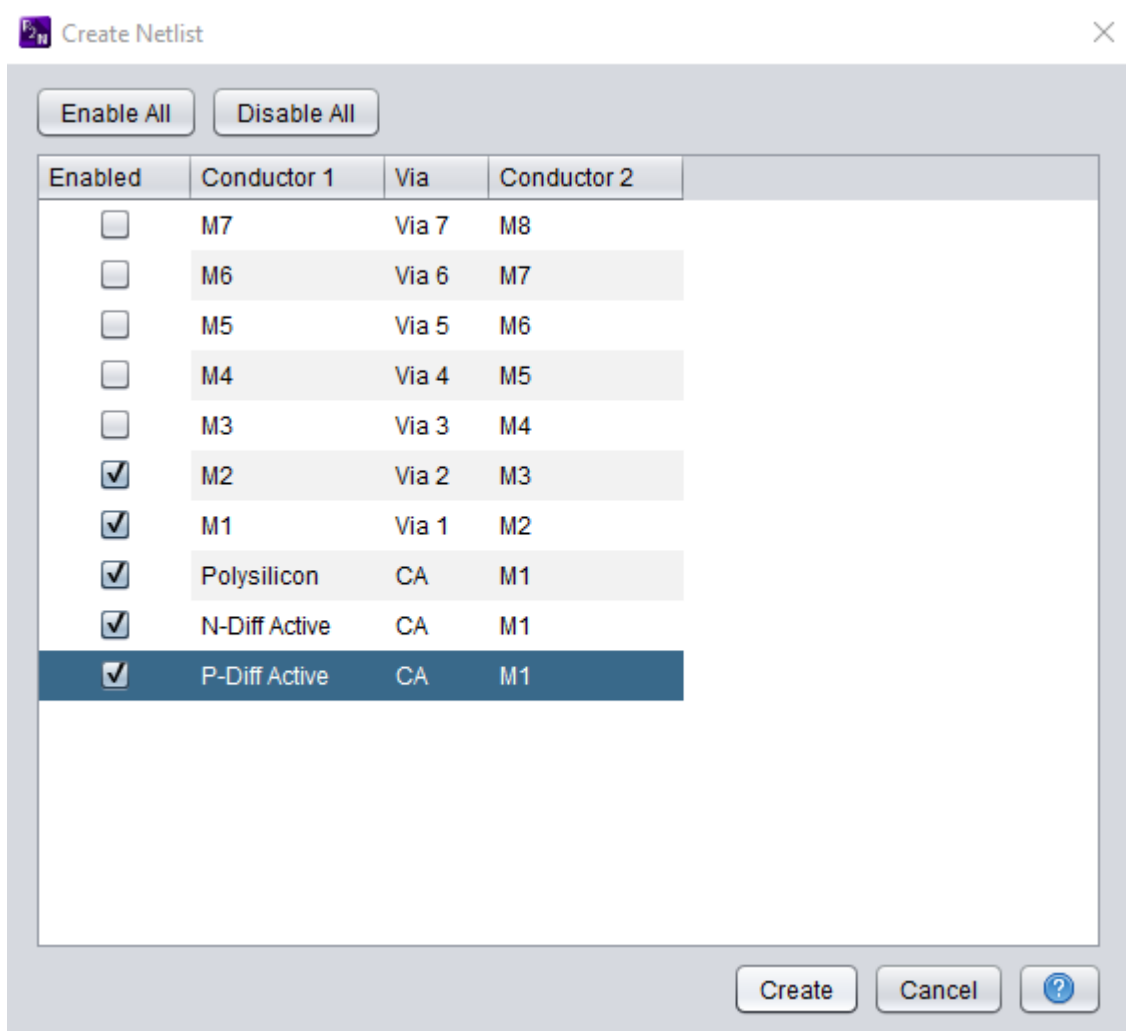 P2N Create Netlist
Enable All Disable All
Enabled Conductor 1 Via Conductor 2
M7 Via 7 M8
M6 Via 6 M7
M5 Via 5 M6
M4 Via 4 M5
M3 Via 3 M4
M2 Via 2 M3
M1 Via 1 M2
Polysilicon CA M1
N-Diff Active CA M1
P-Diff Active CA M1
Create Cancel ?